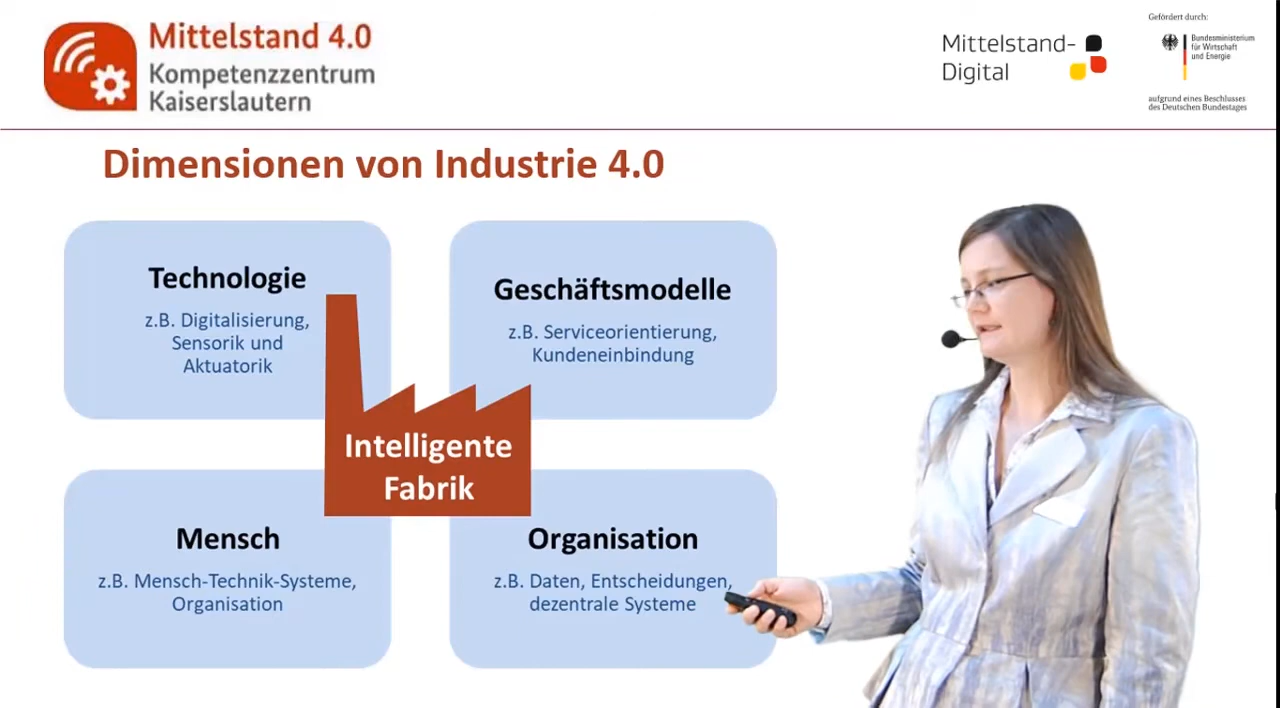 Mittelstand 4.0
Kompetenzzentrum
Kaiserslautern
Mittelstand-
Digital
Gefördert durch:
Bundesministerium
für Wirtschaft
und Energie
aufgrund eines Beschlusses
des Deutschen Bundestages
Dimensionen von Industrie 4.0
Technologie
z.B. Digitalisierung,
Sensorik und
Aktuatorik
Geschäftsmodelle
z.B. Serviceorientierung,
Kundeneinbindung
Intelligente
Fabrik
Mensch
z.B. Mensch-Technik-Systeme,
Organisation
Organisation
z.B. Daten, Entscheidungen,
dezentrale Systeme